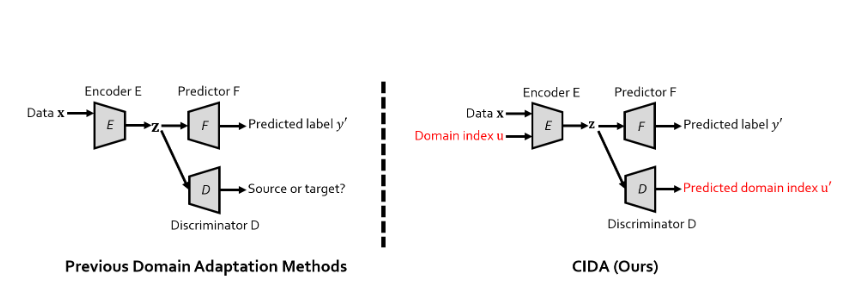 Encoder E
Predictor F
Data x
E
z
F
Predicted label y′
D
Source or target?
Discriminator D
Previous Domain Adaptation Methods
Encoder E
Predictor F
Data x
Domain index u
E
z
F
Predicted label y′
D
Predicted domain index u′
Discriminator D
CIDA (Ours)